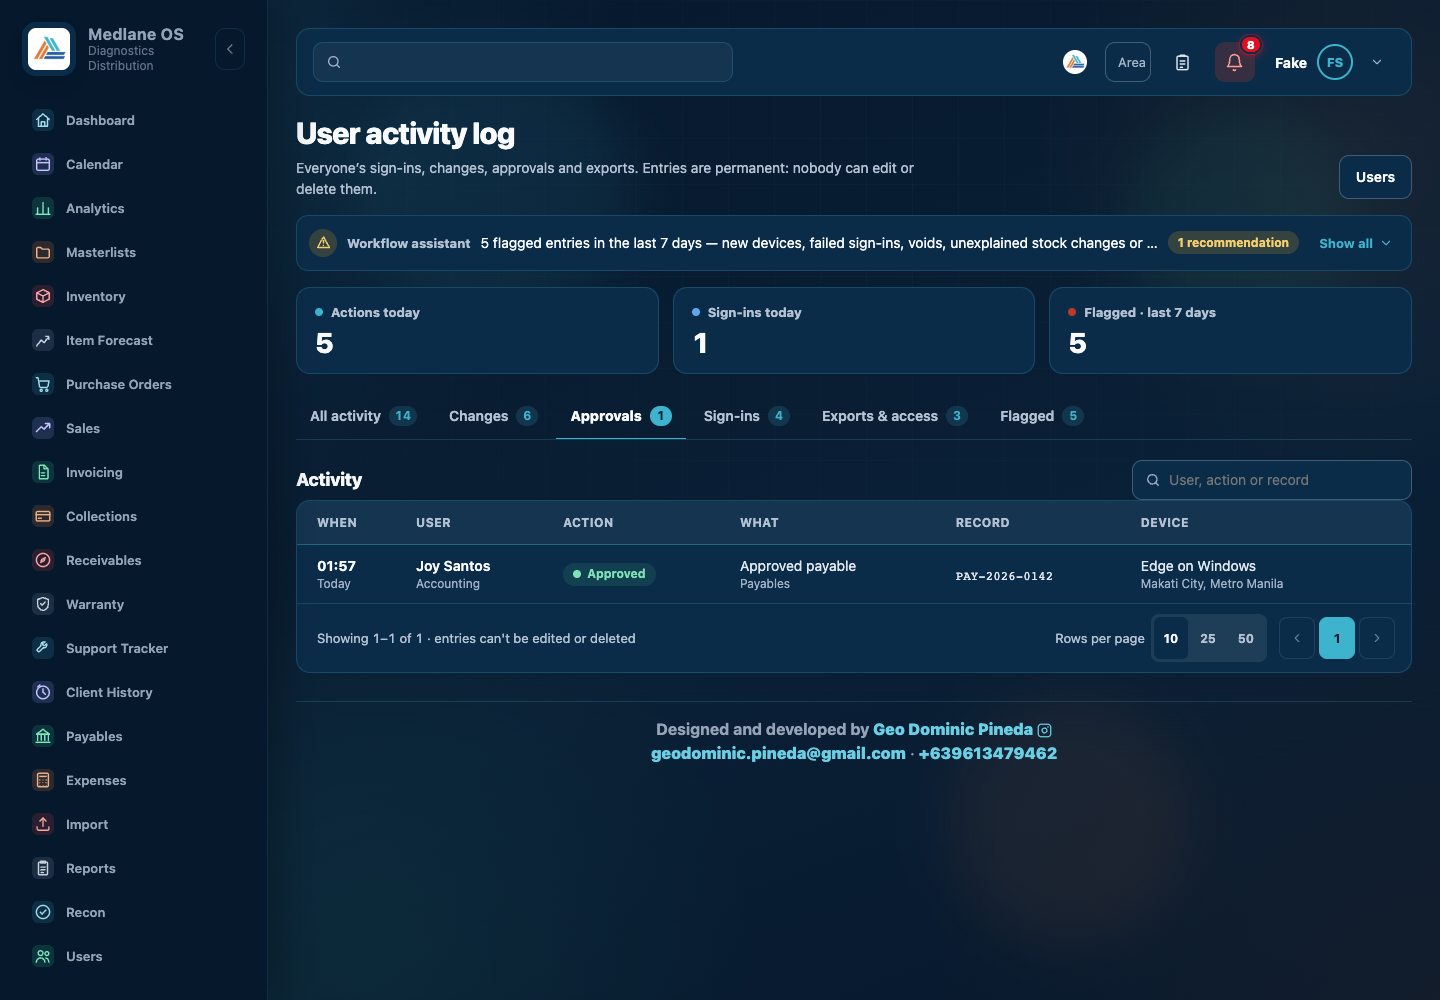 Medlane OS
Diagnostics
Distribution
Dashboard
Calendar
Analytics
Masterlists
Inventory
Item Forecast
Purchase Orders
Sales
Invoicing
Collections
Receivables
Warranty
Support Tracker
Client History
Payables
Expenses
Import
Reports
Recon
Users
Area
8
Fake
FS
User activity log
Everyone's sign-ins, changes, approvals and exports. Entries are permanent: nobody can edit or
delete them.
Users
Workflow assistant 5 flagged entries in the last 7 days — new devices, failed sign-ins, voids, unexplained stock changes or ... 1 recommendation Show all
Actions today
5
Sign-ins today
1
Flagged · last 7 days
5
All activity 14 Changes 6 Approvals 1 Sign-ins 4 Exports & access 3 Flagged 5
Activity
User, action or record
WHEN USER ACTION WHAT RECORD DEVICE
01:57 Joy Santos Approved Approved payable PAY-2026-0142 Edge on Windows
Today Accounting Payables Makati City, Metro Manila
Showing 1–1 of 1 · entries can't be edited or deleted
Rows per page 10 25 50 1
Designed and developed by Geo Dominic Pineda
geodominic.pineda@gmail.com · +639613479462